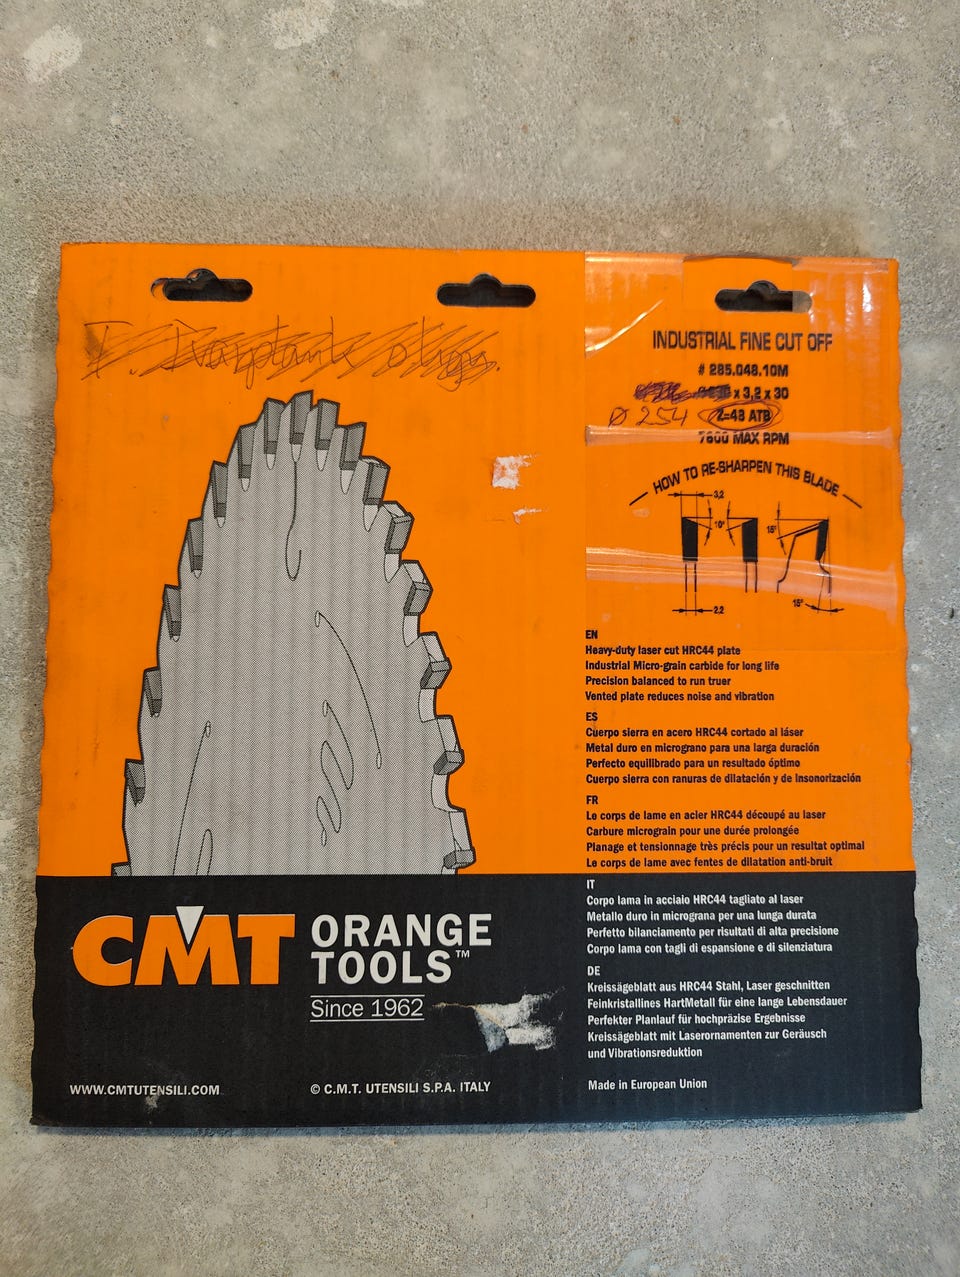 INDUSTRIAL FINE CUT OFF
# 285.048.10M
x 3,2 x 30
Ø 254 Z=48 ATB
7600 MAX RPM
HOW TO RE-SHARPEN THIS BLADE
3,2
10° 15°
15°
2,2
EN
Heavy-duty laser cut HRC44 plate
Industrial Micro-grain carbide for long life
Precision balanced to run truer
Vented plate reduces noise and vibration
ES
Cuerpo sierra en acero HRC44 cortado al láser
Metal duro en micrograno para una larga duración
Perfecto equilibrado para un resultado óptimo
Cuerpo sierra con ranuras de dilatación y de insonorización
FR
Le corps de lame en acier HRC44 découpé au laser
Carbure micrograin pour une durée prolongée
Planage et tensionnage très précis pour un resultat optimal
Le corps de lame avec fentes de dilatation anti-bruit
IT
Corpo lama in acciaio HRC44 tagliato al laser
Metallo duro in micrograna per una lunga durata
Perfetto bilanciamento per risultati di alta precisione
Corpo lama con tagli di espansione e di silenziatura
DE
Kreissägeblatt aus HRC44 Stahl, Laser geschnitten
Feinkristallines HartMetall für eine lange Lebensdauer
Perfekter Planlauf für hochpräzise Ergebnisse
Kreissägeblatt mit Laserornamenten zur Geräusch
und Vibrationsreduktion
Made in European Union
CMT ORANGE
TOOLS™
Since 1962
WWW.CMTUTENSILI.COM
© C.M.T. UTENSILI S.P.A. ITALY